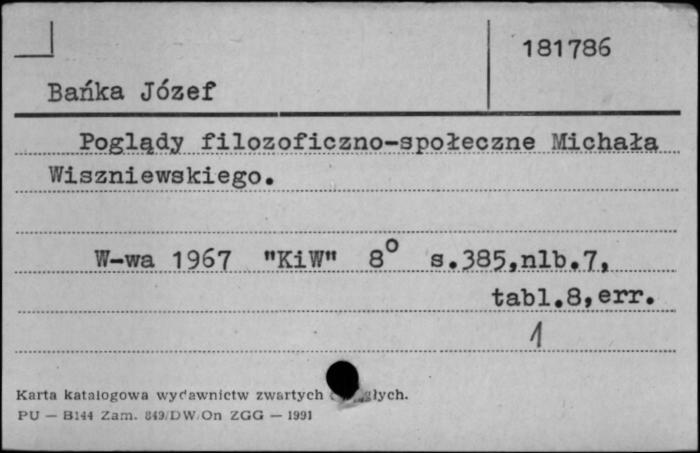 181786
Bańka Józef
Poglądy filozoficzno-społeczne Michała
Wiszniewskiego.
W-wa 1967 "KiW" 8° s.385,nlb.7,
tabl.8,err.
1
Karta katalogowa wydawnictw zwartych
PU — B144 Zam. 849/DW/On ZGG — 1991